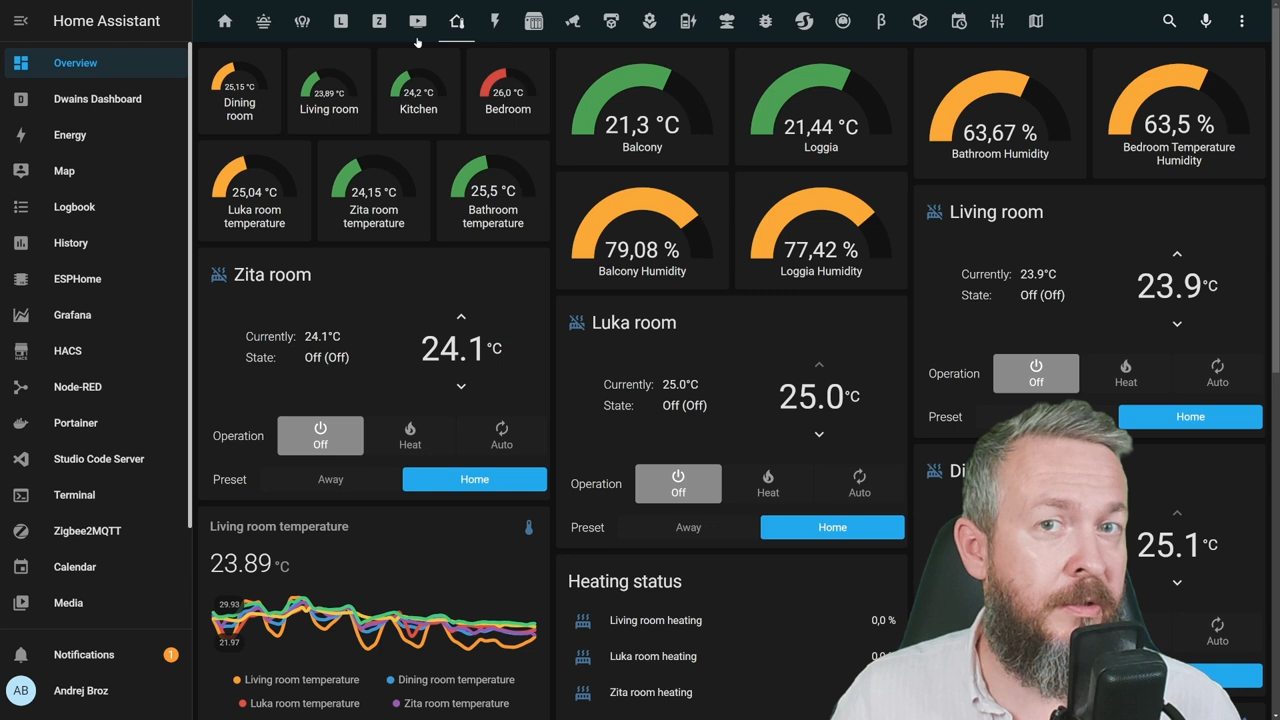 Home Assistant
Overview
Dwains Dashboard
Energy
Map
Logbook
History
ESPHome
Grafana
HACS
Node-RED
Portainer
Studio Code Server
Terminal
Zigbee2MQTT
Calendar
Media
Notifications
1
AB
Andrej Broz
L
Z
β
25,15 °C
Dining
room
23,89 °C
Living room
24,2 °C
Kitchen
26,0 °C
Bedroom
25,04 °C
Luka room
temperature
24,15 °C
Zita room
temperature
25,5 °C
Bathroom
temperature
Zita room
Currently: 24.1°C
State: Off (Off)
24.1°C
Operation
Off
Heat
Auto
Preset
Away
Home
Living room temperature
23.89 °C
29.93
21.97
Living room temperature
Dining room temperature
Luka room temperature
Zita room temperature
21,3 °C
Balcony
21,44 °C
Loggia
79,08 %
Balcony Humidity
77,42 %
Loggia Humidity
Luka room
Currently: 25.0°C
State: Off (Off)
25.0°C
Operation
Off
Heat
Auto
Preset
Away
Home
Heating status
Living room heating
0,0 %
Luka room heating
Zita room heating
63,67 %
Bathroom Humidity
63,5 %
Bedroom Temperature
Humidity
Living room
Currently: 23.9°C
State: Off (Off)
23.9°C
Operation
Off
Heat
Auto
Preset
Home
25.1°C
Auto